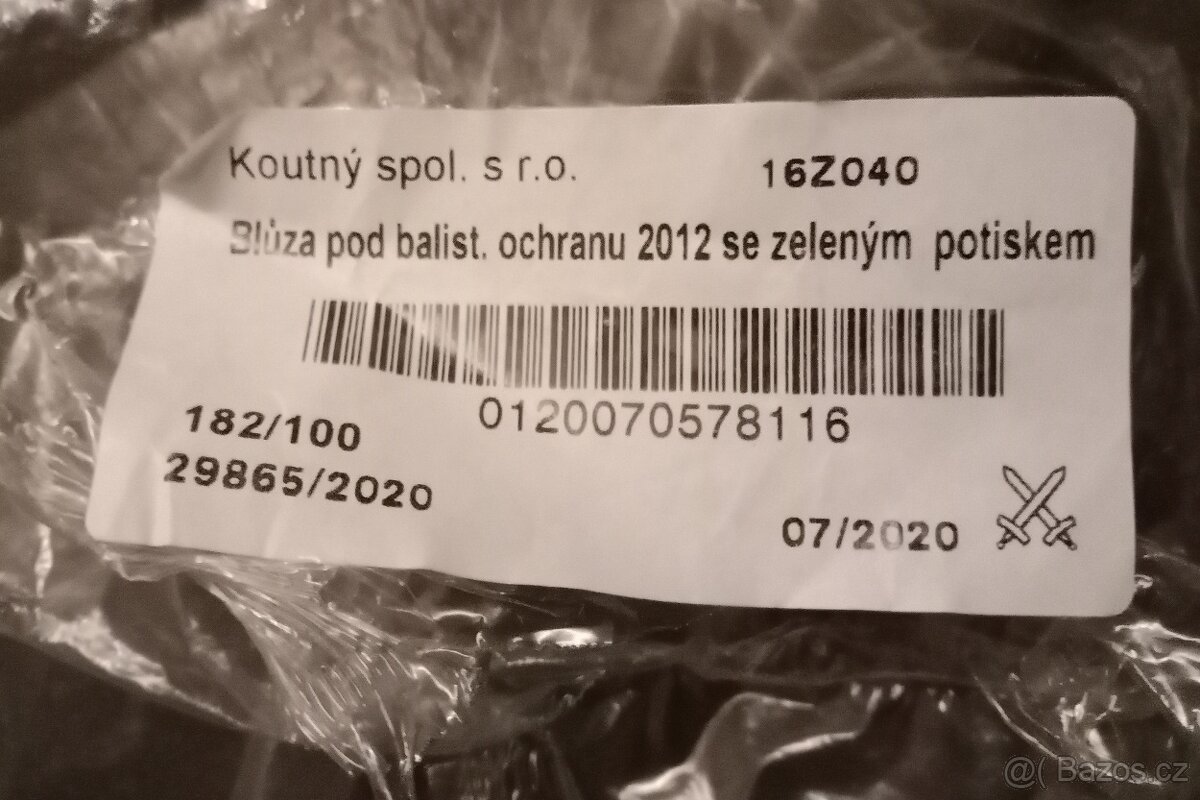 Koutný spol. s r.o. 16Z040
Blůza pod balist. ochranu 2012 se zeleným potiskem
0120070578116
182/100
29865/2020
07/2020
@( Bazos.cz